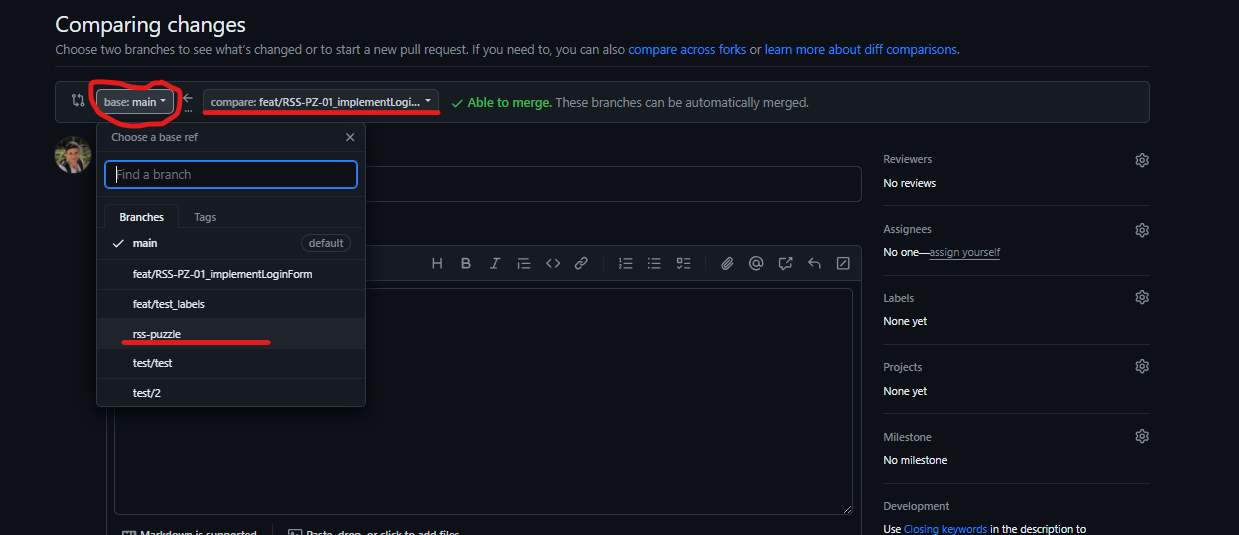 Comparing changes
Choose two branches to see what's changed or to start a new pull request. If you need to, you can also compare across forks or learn more about diff comparisons.
base: main
compare: feat/RSS-PZ-01_implementLogi...
Able to merge. These branches can be automatically merged.
Choose a base ref
Find a branch
Branches Tags
main default
feat/RSS-PZ-01_implementLoginForm
feat/test_labels
rss-puzzle
test/test
test/2
Markdown is supported
Paste, drop, or click to add files
Reviewers
No reviews
Assignees
No one—assign yourself
Labels
None yet
Projects
None yet
Milestone
No milestone
Development
Use Closing keywords in the description to